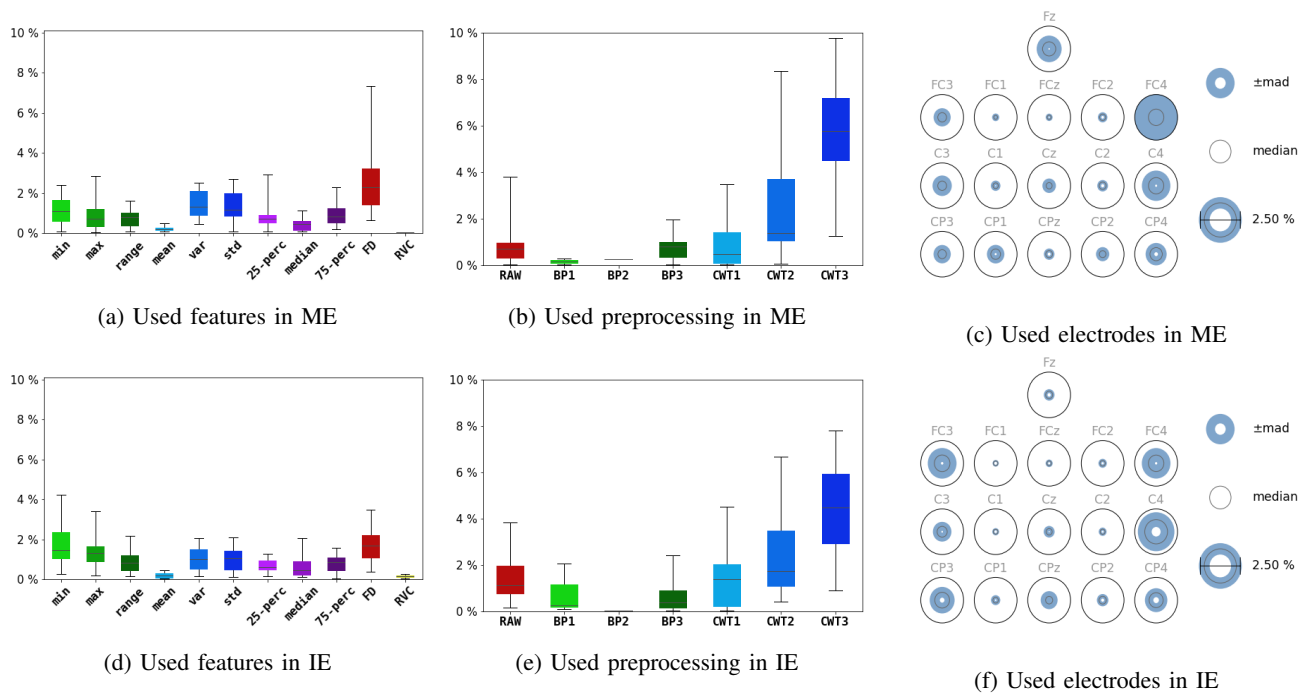 10 %
8 %
6 %
4 %
2 %
0 %
min
max
range
mean
var
std
25-perc
median
75-perc
FD
RVC
(a) Used features in ME
10 %
8 %
6 %
4 %
2 %
0 %
RAW BP1 BP2 BP3 CWT1 CWT2 CWT3
(b) Used preprocessing in ME
Fz
FC3 FC1 FCz FC2 FC4
C3 C1 Cz C2 C4
CP3 CP1 CPz CP2 CP4
±mad
median
2.50 %
(c) Used electrodes in ME
10 %
8 %
6 %
4 %
2 %
0 %
min
max
range
mean
var
std
25-perc
median
75-perc
FD
RVC
(d) Used features in IE
10 %
8 %
6 %
4 %
2 %
0 %
RAW BP1 BP2 BP3 CWT1 CWT2 CWT3
(e) Used preprocessing in IE
Fz
FC3 FC1 FCz FC2 FC4
C3 C1 Cz C2 C4
CP3 CP1 CPz CP2 CP4
±mad
median
2.50 %
(f) Used electrodes in IE